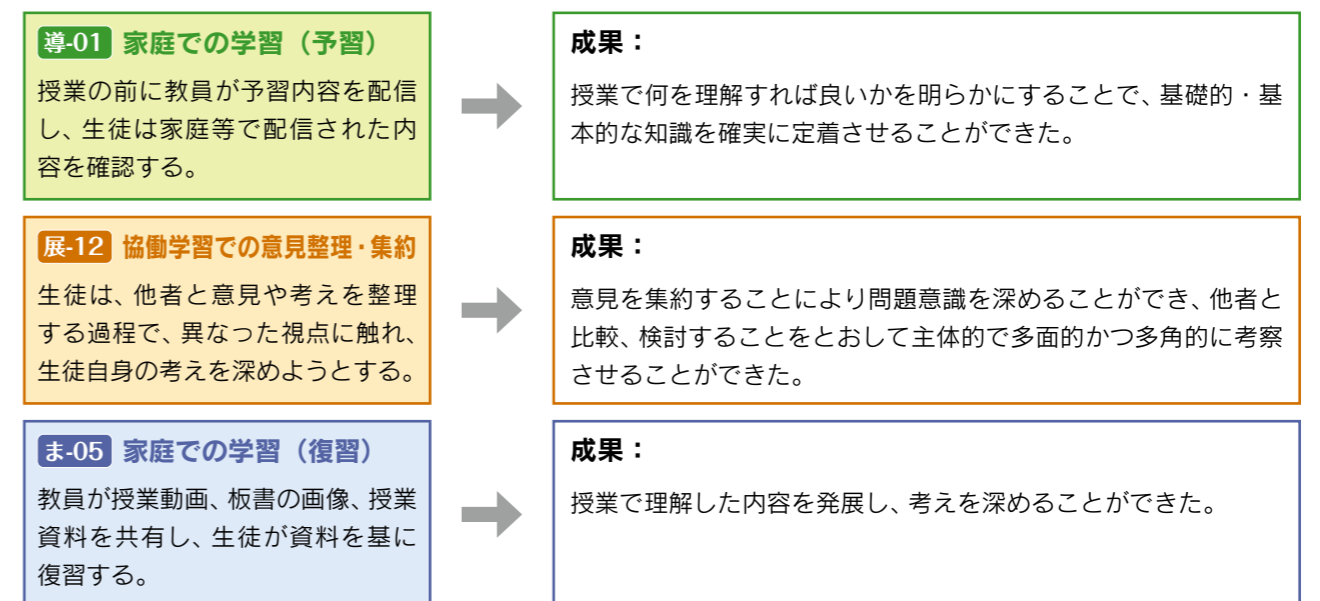 導-01 家庭での学習（予習）
授業の前に教員が予習内容を配信
し、生徒は家庭等で配信された内
容を確認する。
成果：
授業で何を理解すれば良いかを明らかにすることで、基礎的・基
本的な知識を確実に定着させることができた。
展-12 協働学習での意見整理・集約
生徒は、他者と意見や考えを整理
する過程で、異なった視点に触れ、
生徒自身の考えを深めようとする。
成果：
意見を集約することにより問題意識を深めることができ、他者と
比較、検討することをとおして主体的で多面的かつ多角的に考察
させることができた。
ま-05 家庭での学習（復習）
教員が授業動画、板書の画像、授業
資料を共有し、生徒が資料を基に
復習する。
成果：
授業で理解した内容を発展し、考えを深めることができた。